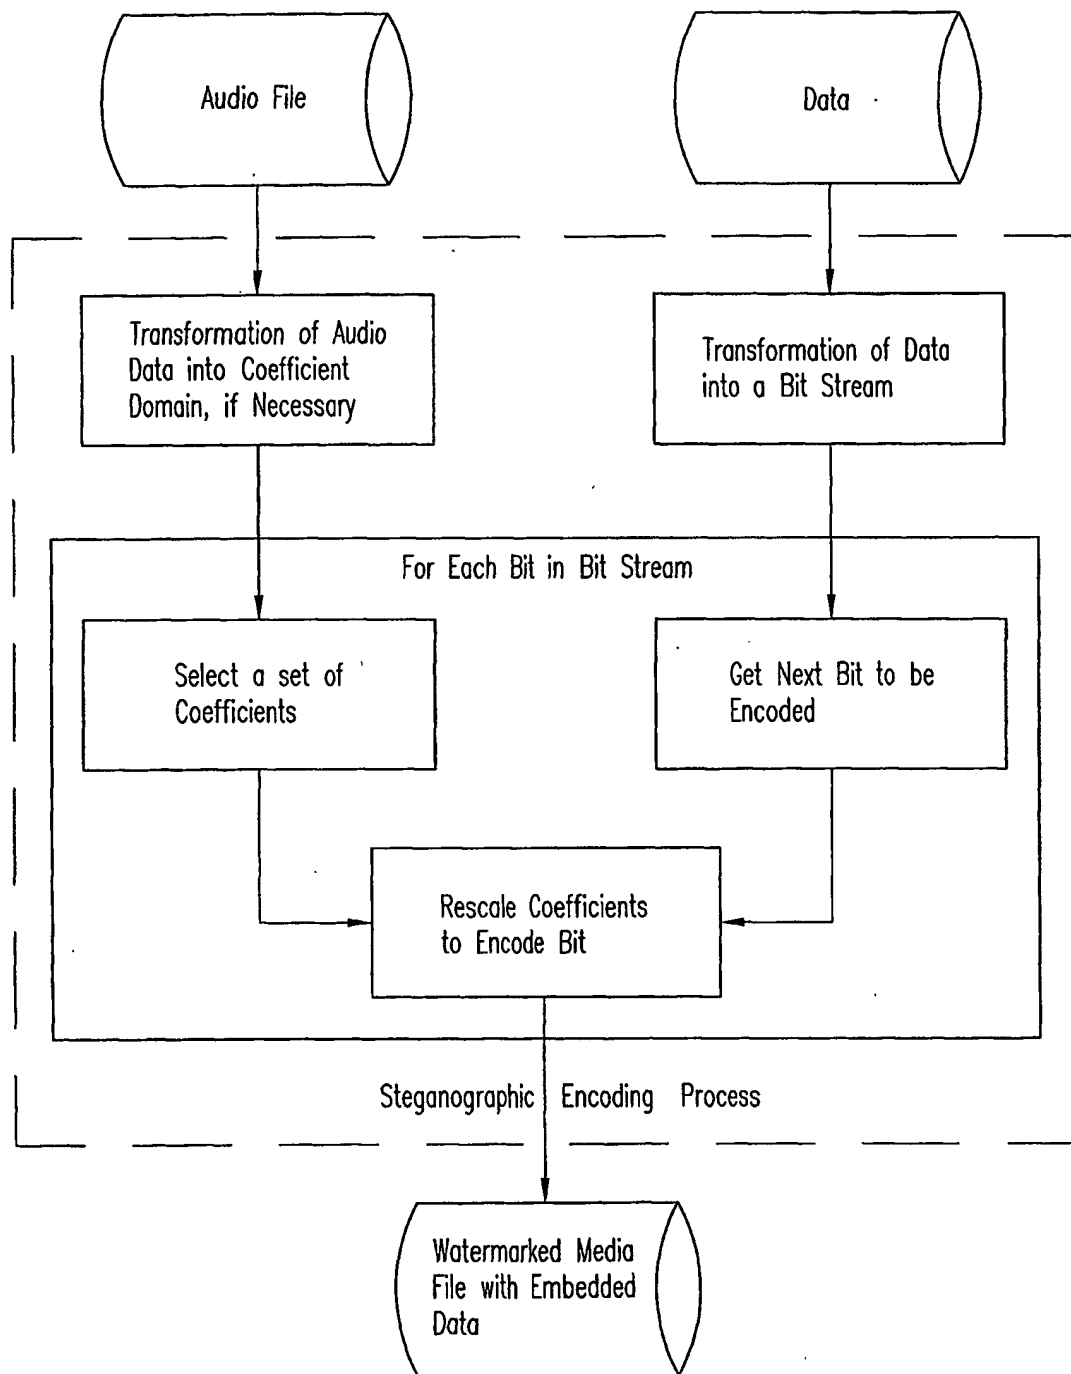 Audio File
Data
Transformation of Audio
Data into Coefficient
Domain, if Necessary
Transformation of Data
into a Bit Stream
For Each Bit in Bit Stream
Select a set of
Coefficients
Get Next Bit to be
Encoded
Rescale Coefficients
to Encode Bit
Steganographic Encoding Process
Watermarked Media
File with Embedded
Data